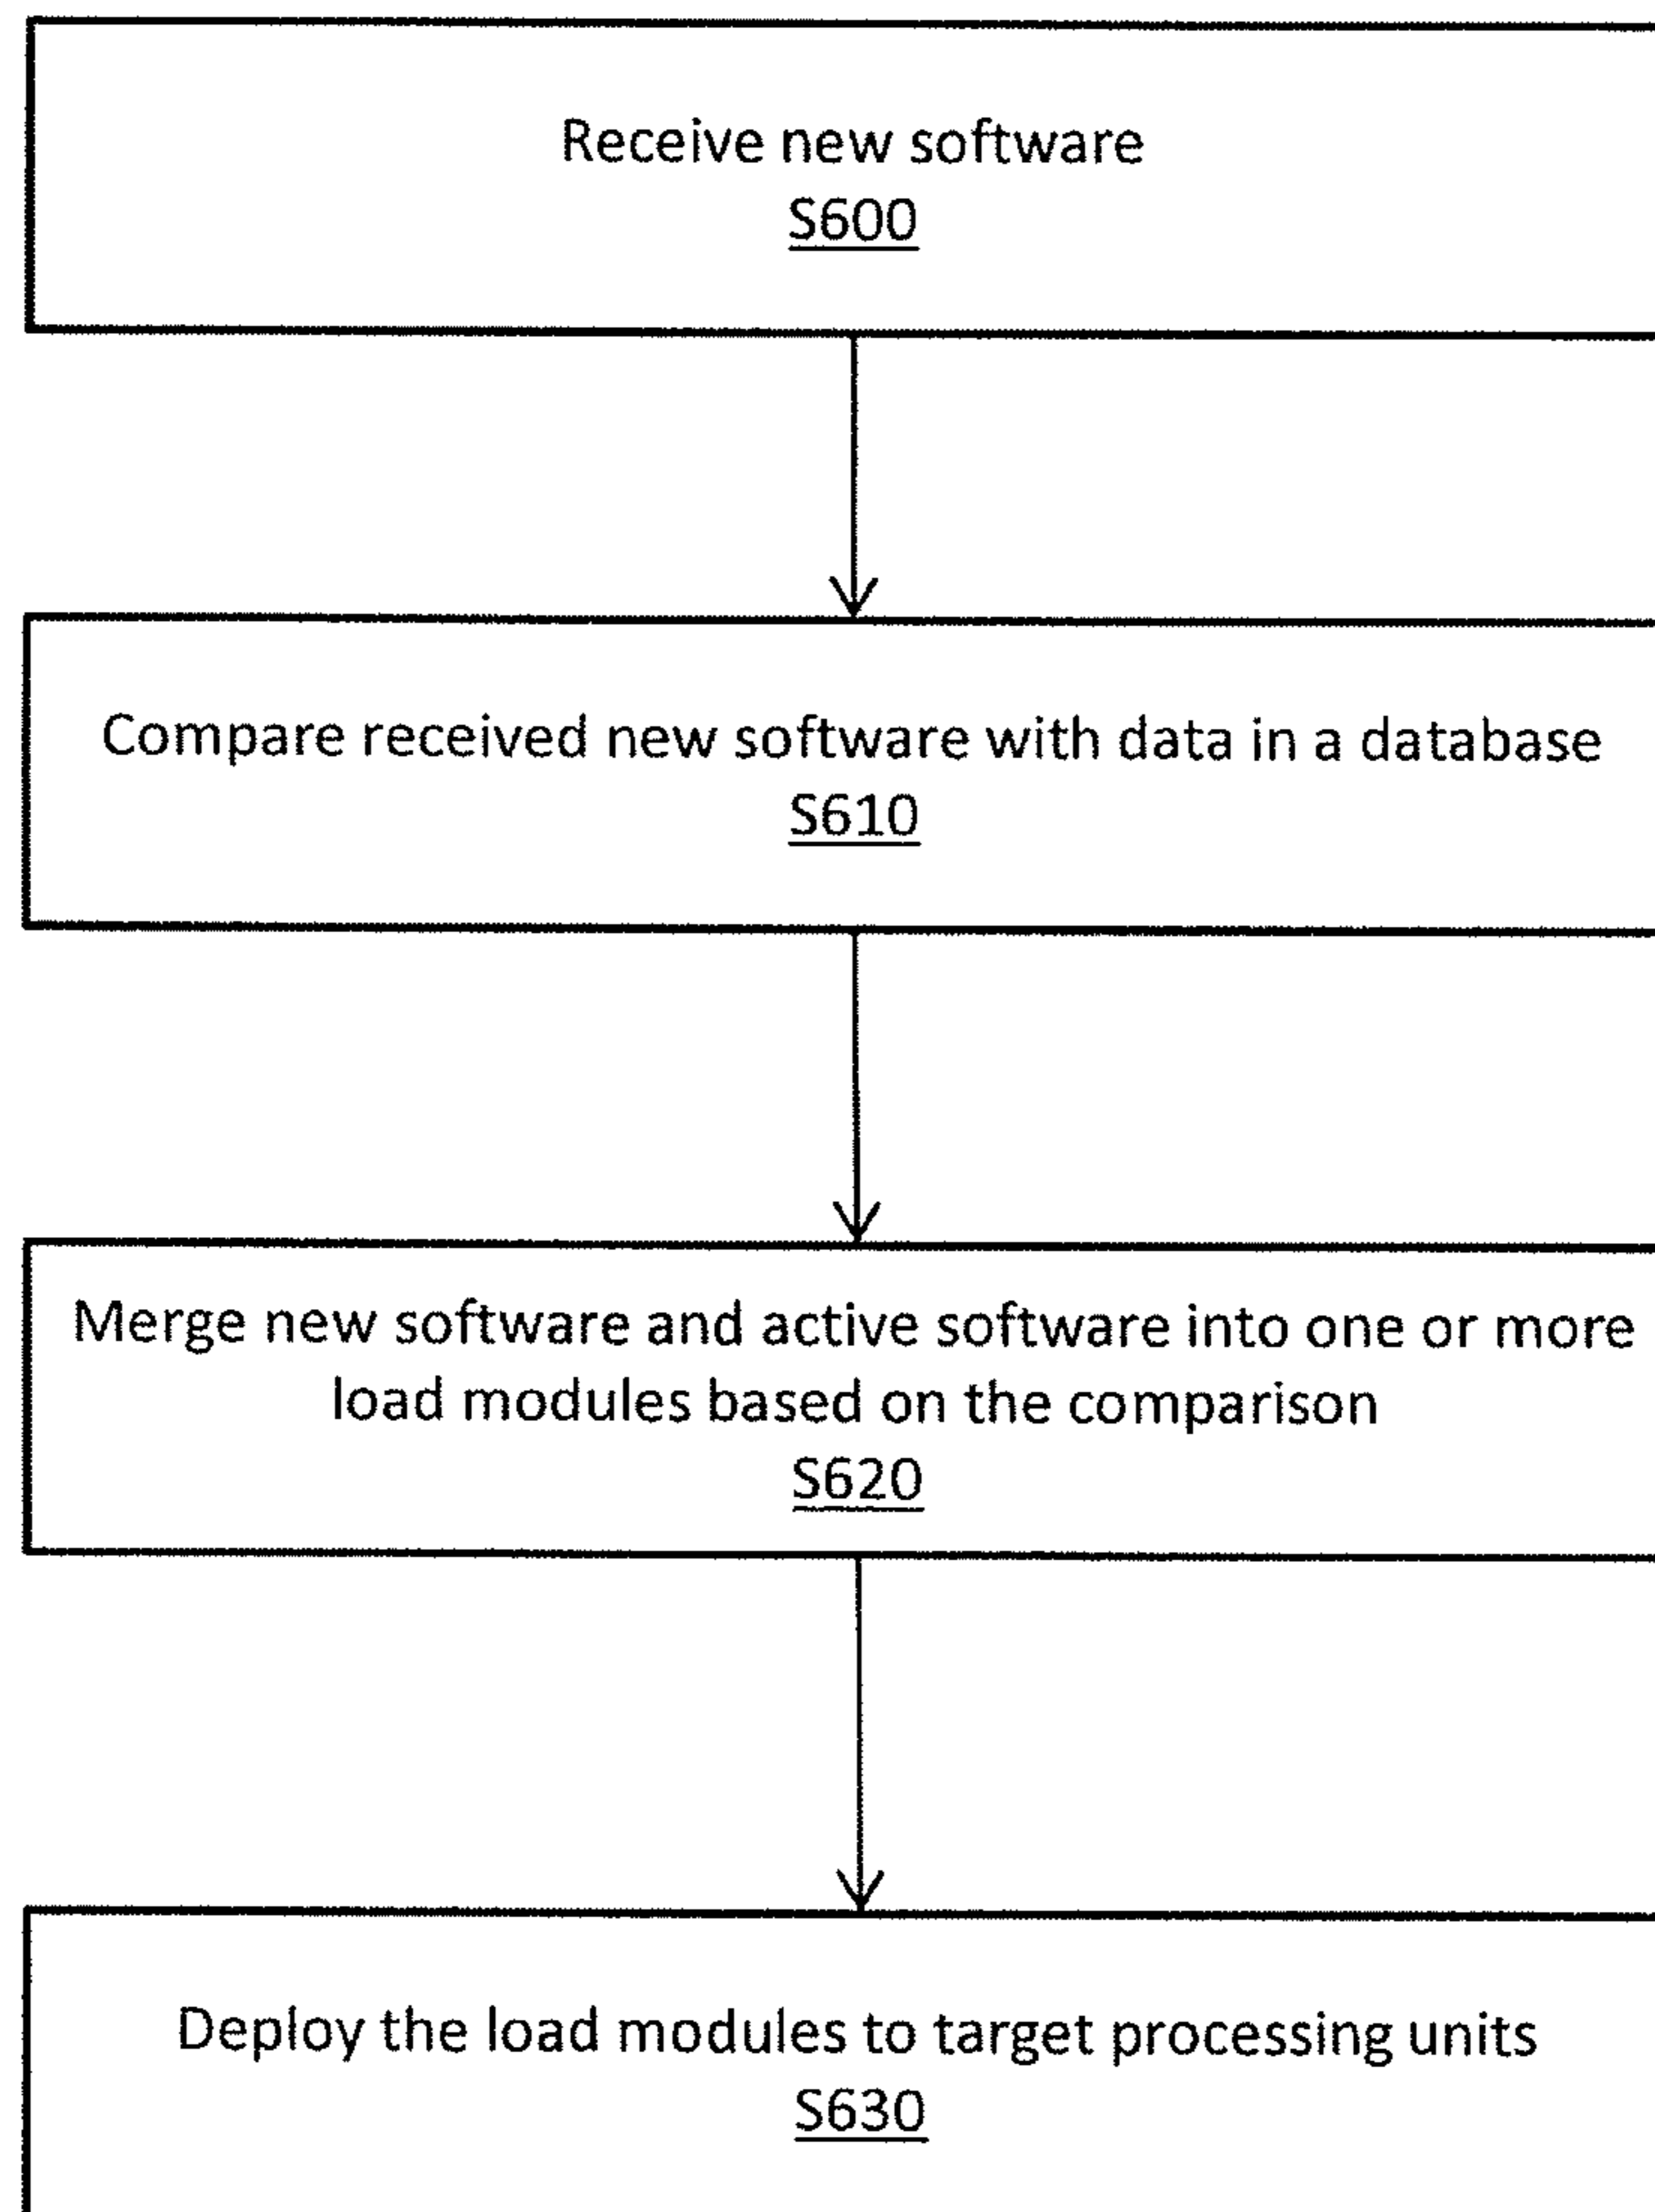 Receive new software
S600
Compare received new software with data in a database
S610
Merge new software and active software into one or more
load modules based on the comparison
S620
Deploy the load modules to target processing units
S630